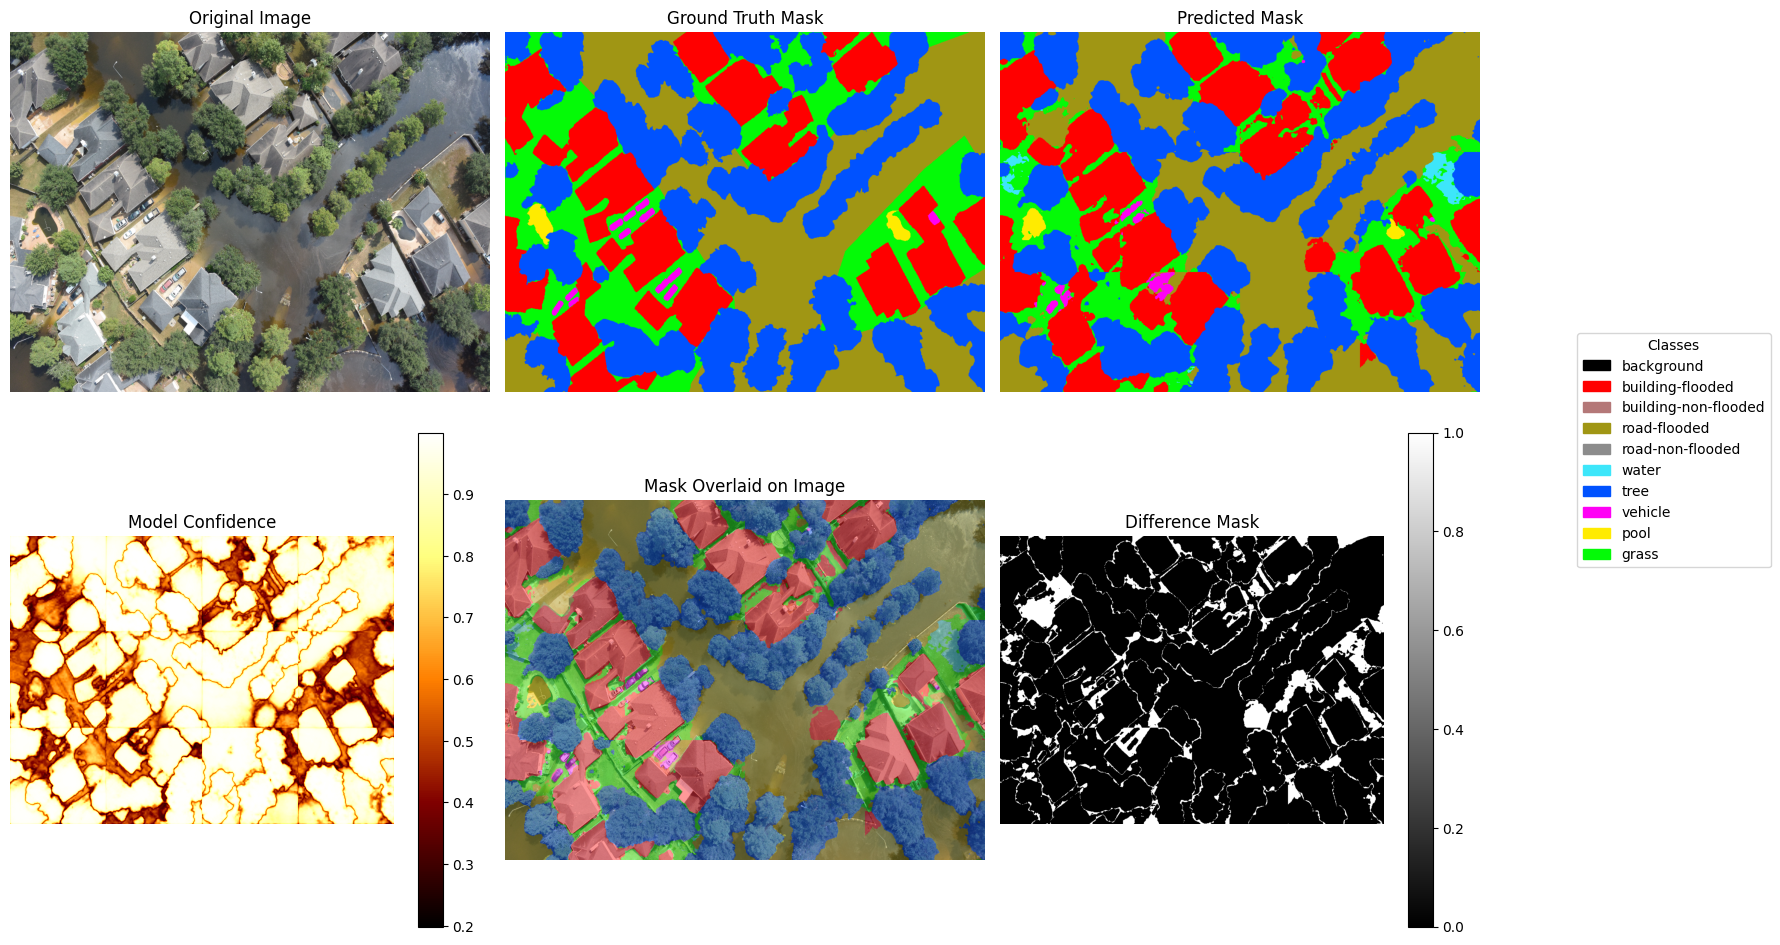 Original Image
Ground Truth Mask
Predicted Mask
Classes
background
building-flooded
building-non-flooded
road-flooded
road-non-flooded
water
tree
vehicle
pool
grass
Model Confidence
0.9
0.8
0.7
0.6
0.5
0.4
0.3
0.2
Mask Overlaid on Image
Difference Mask
1.0
0.8
0.6
0.4
0.2
0.0